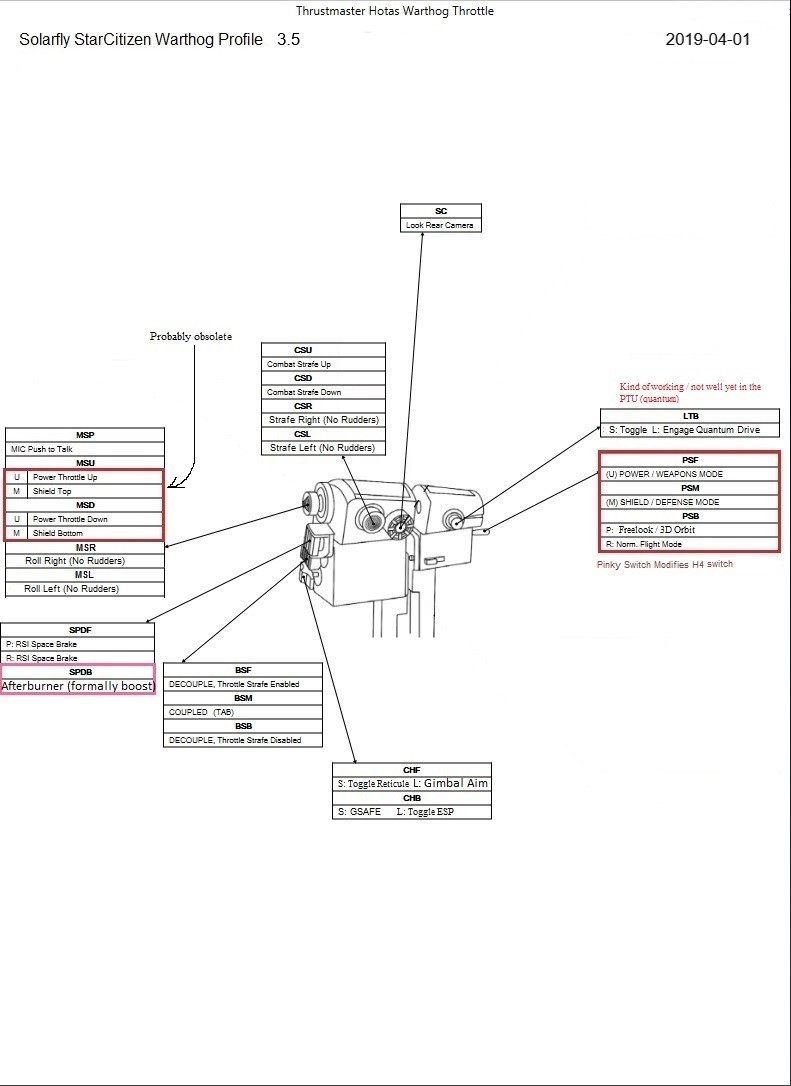 Thrustmaster Hotas Warthog Throttle
Solarfly StarCitizen Warthog Profile 3.5
2019-04-01
SC
Look Rear Camera
Probably obsolete
CSU
Combat Strafe Up
CSD
Combat Strafe Down
CSR
Strafe Right (No Rudders)
CSL
Strafe Left (No Rudders)
Kind of working / not well yet in the
PTU (quantum)
LTB
S: Toggle L: Engage Quantum Drive
MSP
MIC Push to Talk
MSU
U Power Throttle Up
M Shield Top
MSD
U Power Throttle Down
M Shield Bottom
MSR
Roll Right (No Rudders)
MSL
Roll Left (No Rudders)
PSF
(U) POWER / WEAPONS MODE
PSM
(M) SHIELD / DEFENSE MODE
PSB
P: Freelook / 3D Orbit
R: Norm. Flight Mode
Pinky Switch Modifies H4 switch
SPDF
P: RSI Space Brake
R: RSI Space Brake
SPDB
Afterburner (formally boost)
BSF
DECOUPLE, Throttle Strafe Enabled
BSM
COUPLED (TAB)
BSB
DECOUPLE, Throttle Strafe Disabled
CHF
S: Toggle Reticule L: Gimbal Aim
CHB
S: GSAFE L: Toggle ESP